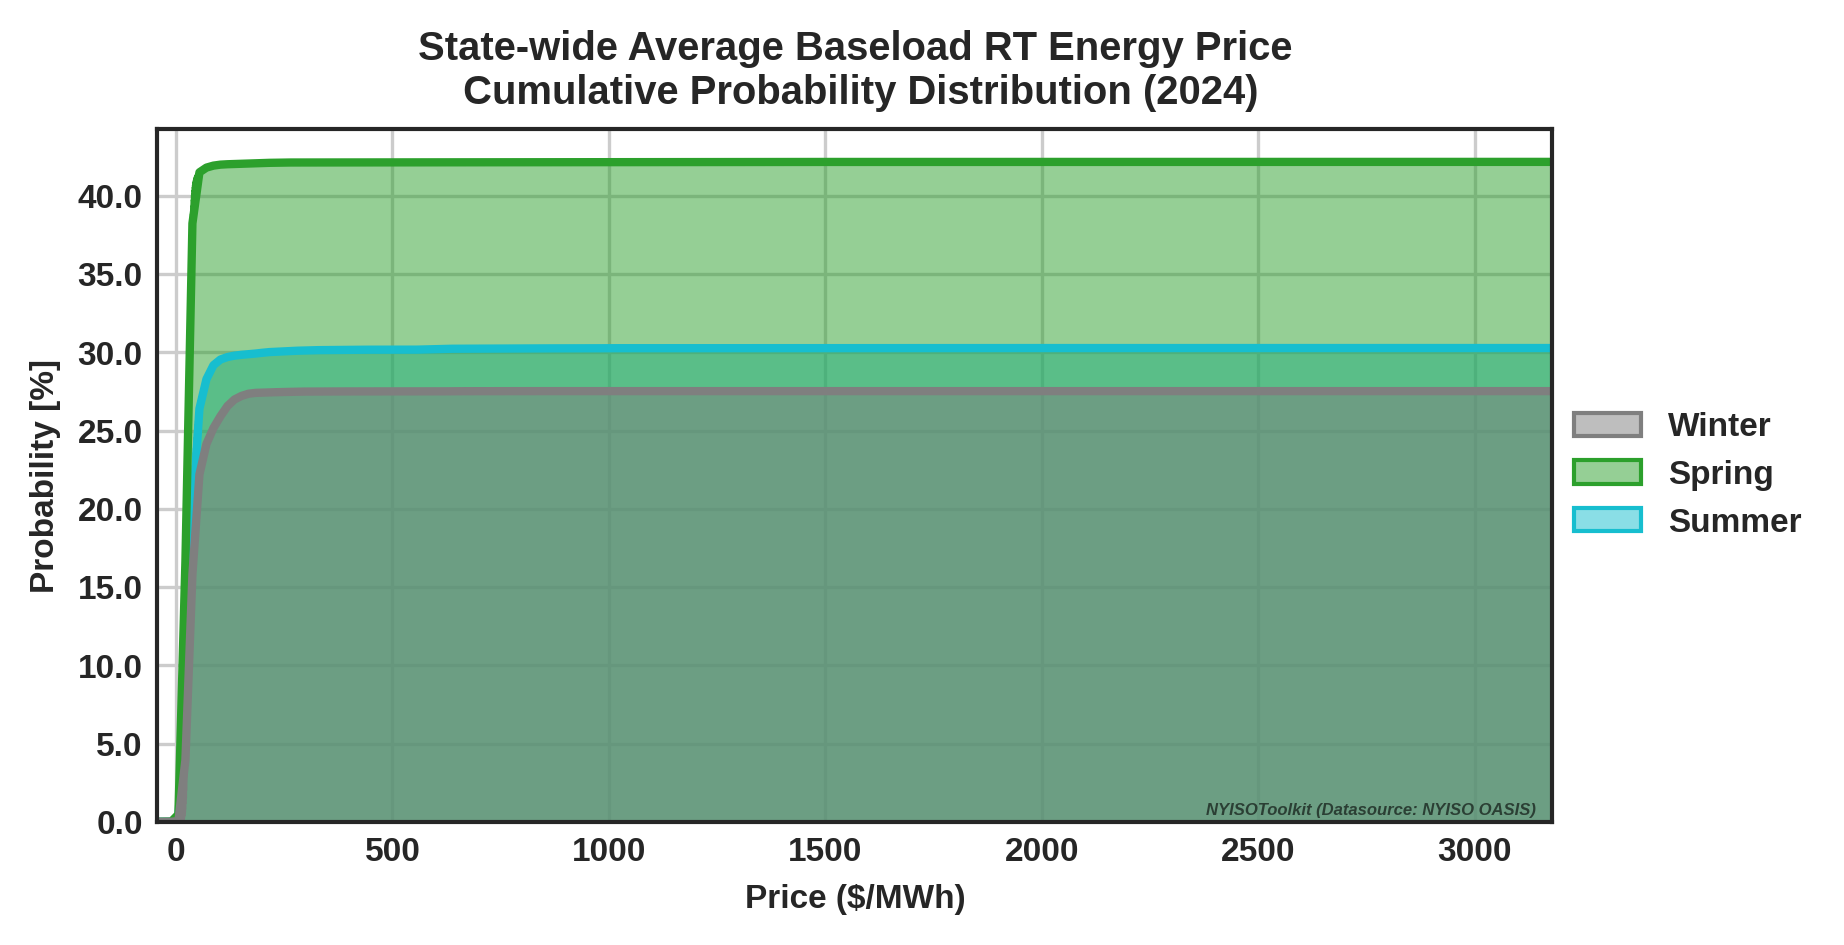 State-wide Average Baseload RT Energy Price
Cumulative Probability Distribution (2024)
Probability [%]
40.0
35.0
30.0
25.0
20.0
15.0
10.0
5.0
0.0
0 500 1000 1500 2000 2500 3000
Price ($/MWh)
Winter
Spring
Summer
NYISOToolkit (Datasource: NYISO OASIS)